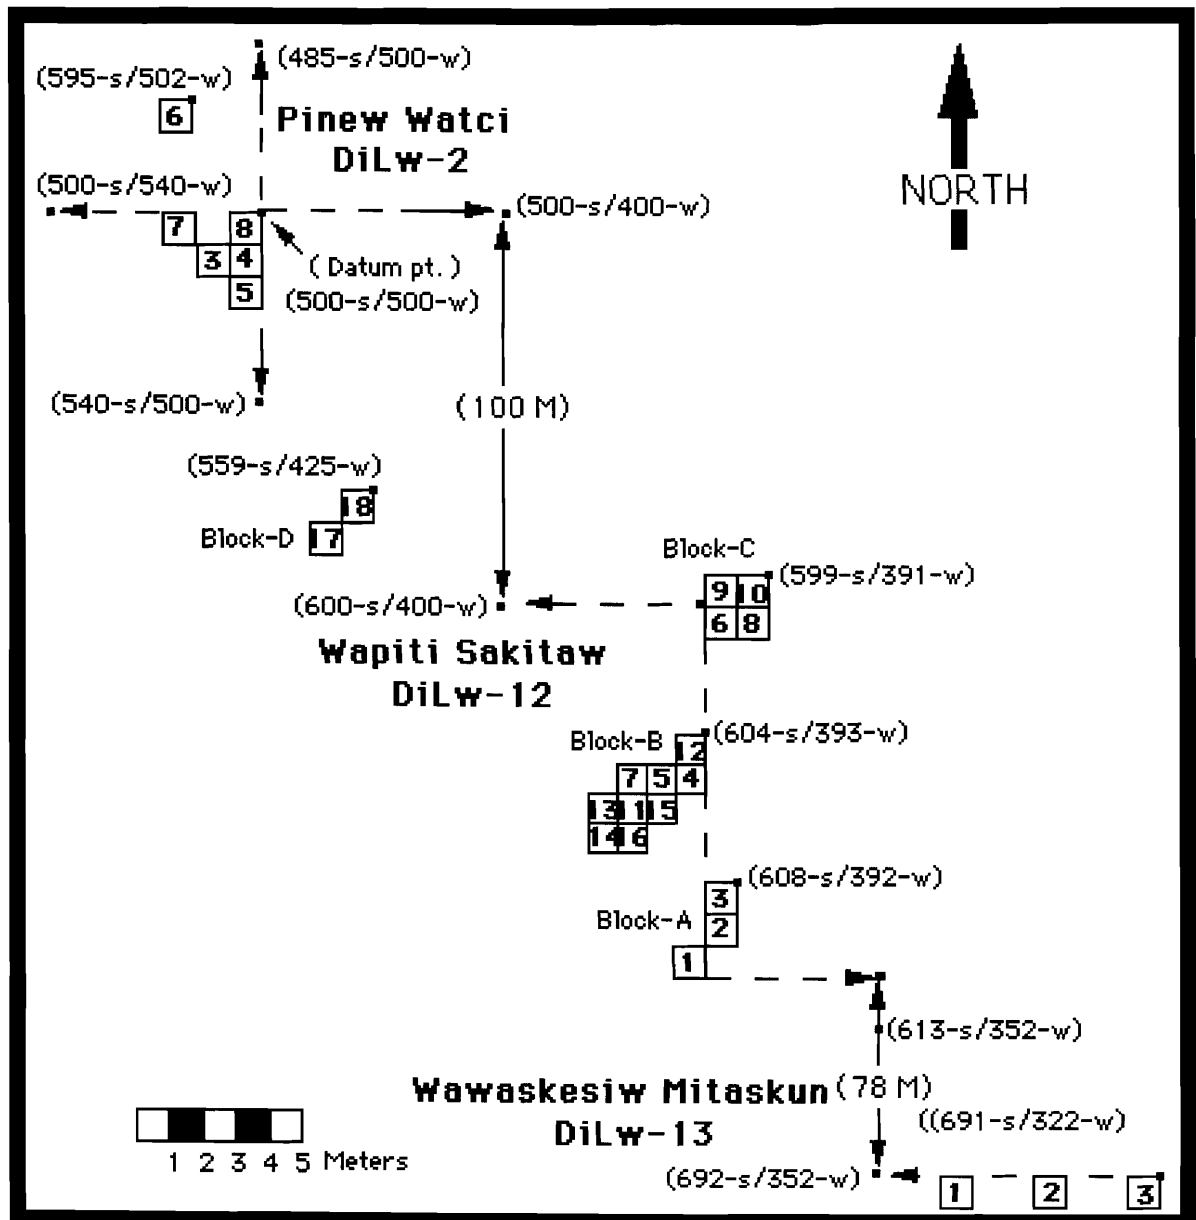 (485-s/500-w)
(595-s/502-w)
6
Pinew Watci
DiLw-2
NORTH
(500-s/540-w)
(500-s/400-w)
7 8
3 4
(Datum pt.)
5
(500-s/500-w)
(540-s/500-w)
(100 M)
(559-s/425-w)
18
Block-D 17
Block-C
9 10 (599-s/391-w)
(600-s/400-w)
6 8
Wapiti Sakitaw
DiLw-12
(604-s/393-w)
Block-B 12
7 5 4
13 11 15
14 16
(608-s/392-w)
3
Block-A 2
1
(613-s/352-w)
Wawaskesiw Mitaskun (78 M)
DiLw-13
((691-s/322-w)
1 2 3 4 5 Meters
(692-s/352-w)
1 2 3